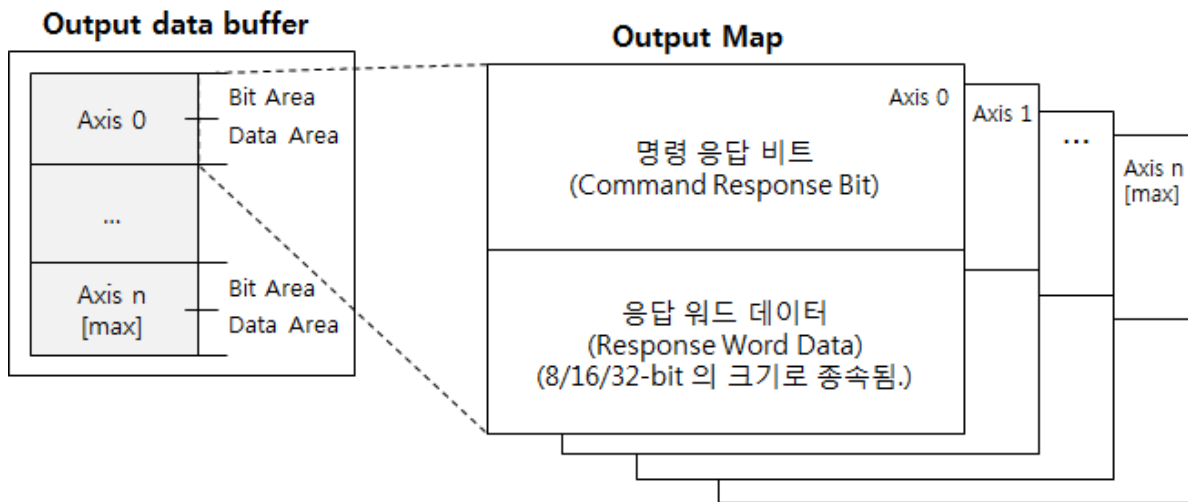 Output data buffer
Axis 0
Bit Area
Data Area
...
Axis n
[max]
Bit Area
Data Area
Output Map
Axis 0
명령 응답 비트
(Command Response Bit)
응답 워드 데이터
(Response Word Data)
(8/16/32-bit 의 크기로 종속됨.)
Axis 1
...
Axis n
[max]